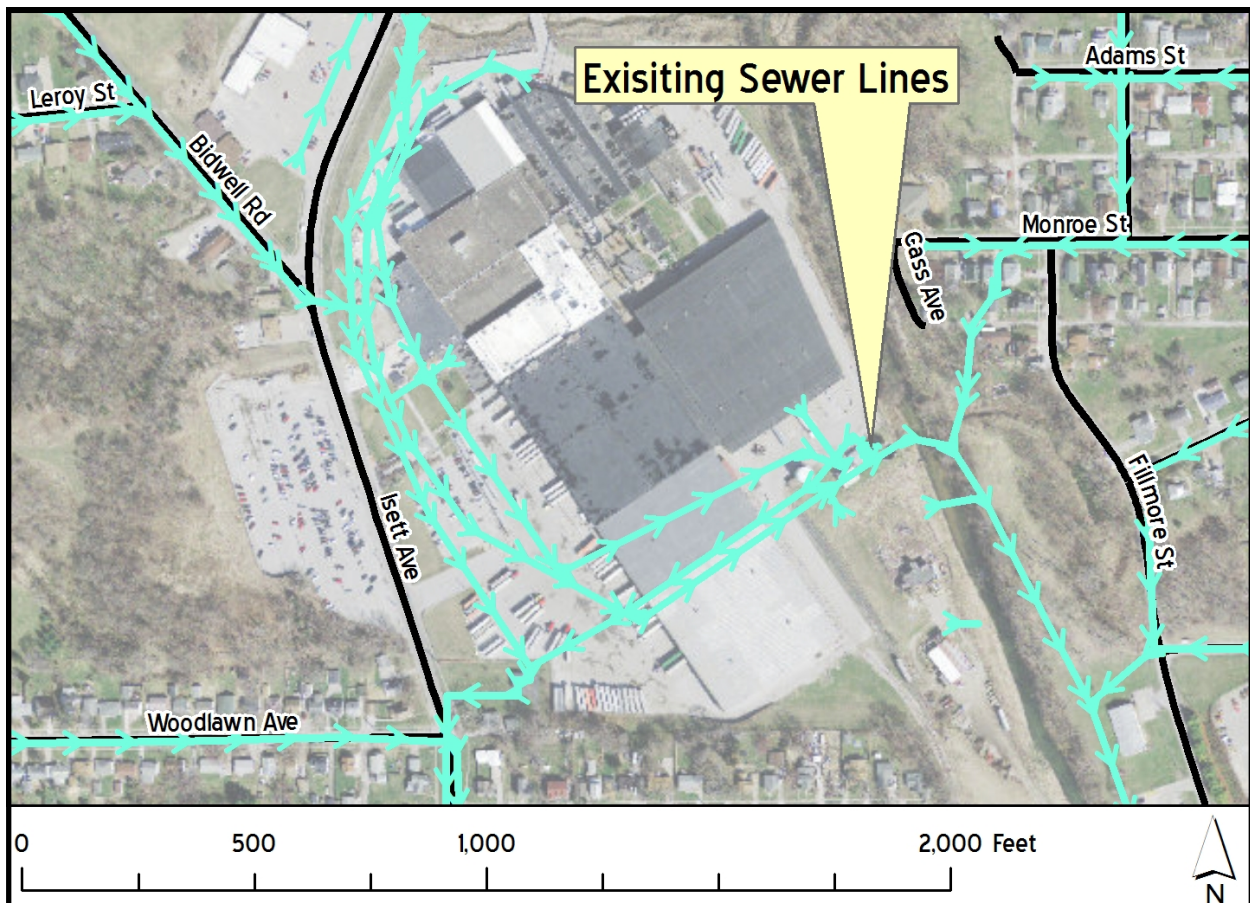 Exisiting Sewer Lines
Adams St
Leroy St
Bidwell Rd
Monroe St
Gass Ave
Fillmore St
Isett Ave
Woodlawn Ave
0 500 1,000 2,000 Feet
N